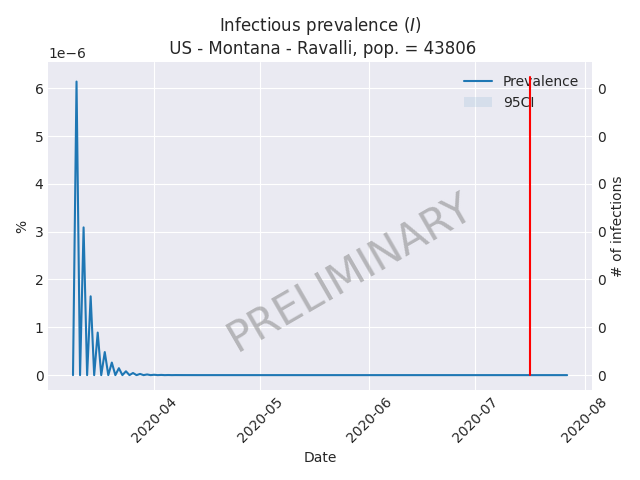 Infectious prevalence (I)
US - Montana - Ravalli, pop. = 43806
1e−6
Prevalence
95CI
6
5
4
3
2
1
0
%
0
0
0
0
0
0
0
# of infections
PRELIMINARY
2020-04
2020-05
2020-06
2020-07
2020-08
Date